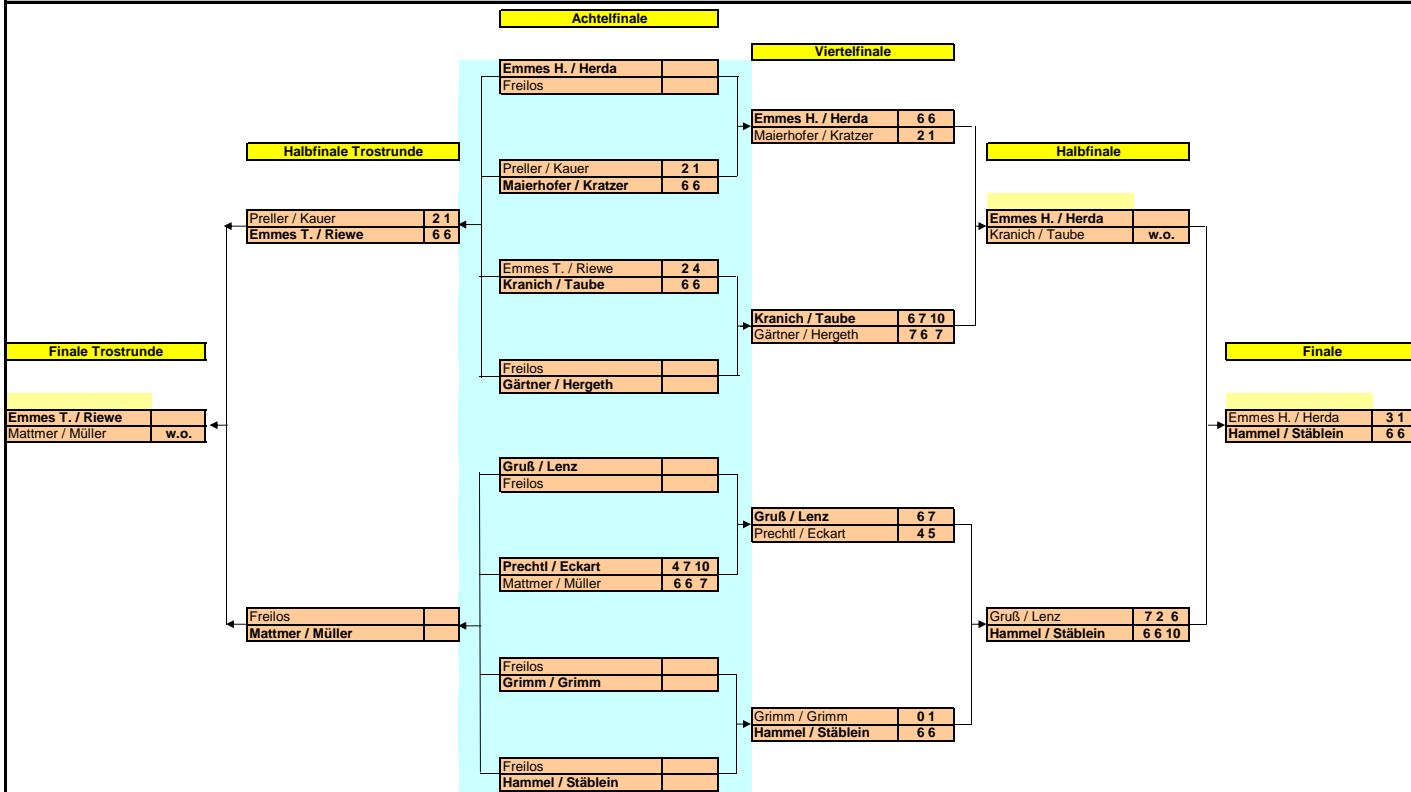 Achtelfinale
Viertelfinale
Emmes H. / Herda
Freilos
Emmes H. / Herda 6 6
Maierhofer / Kratzer 2 1
Halbfinale Trostrunde
Halbfinale
Preller / Kauer 2 1
Maierhofer / Kratzer 6 6
Preller / Kauer 2 1
Emmes T. / Riewe 6 6
Emmes H. / Herda
Kranich / Taube w.o.
Emmes T. / Riewe 2 4
Kranich / Taube 6 6
Kranich / Taube 6 7 10
Gärtner / Hergeth 7 6 7
Finale Trostrunde
Finale
Freilos
Gärtner / Hergeth
Emmes T. / Riewe
Mattmer / Müller w.o.
Emmes H. / Herda 3 1
Hammel / Stäblein 6 6
Gruß / Lenz
Freilos
Gruß / Lenz 6 7
Prechtl / Eckart 4 5
Prechtl / Eckart 4 7 10
Mattmer / Müller 6 6 7
Freilos
Mattmer / Müller
Gruß / Lenz 7 2 6
Hammel / Stäblein 6 6 10
Freilos
Grimm / Grimm
Grimm / Grimm 0 1
Hammel / Stäblein 6 6
Freilos
Hammel / Stäblein